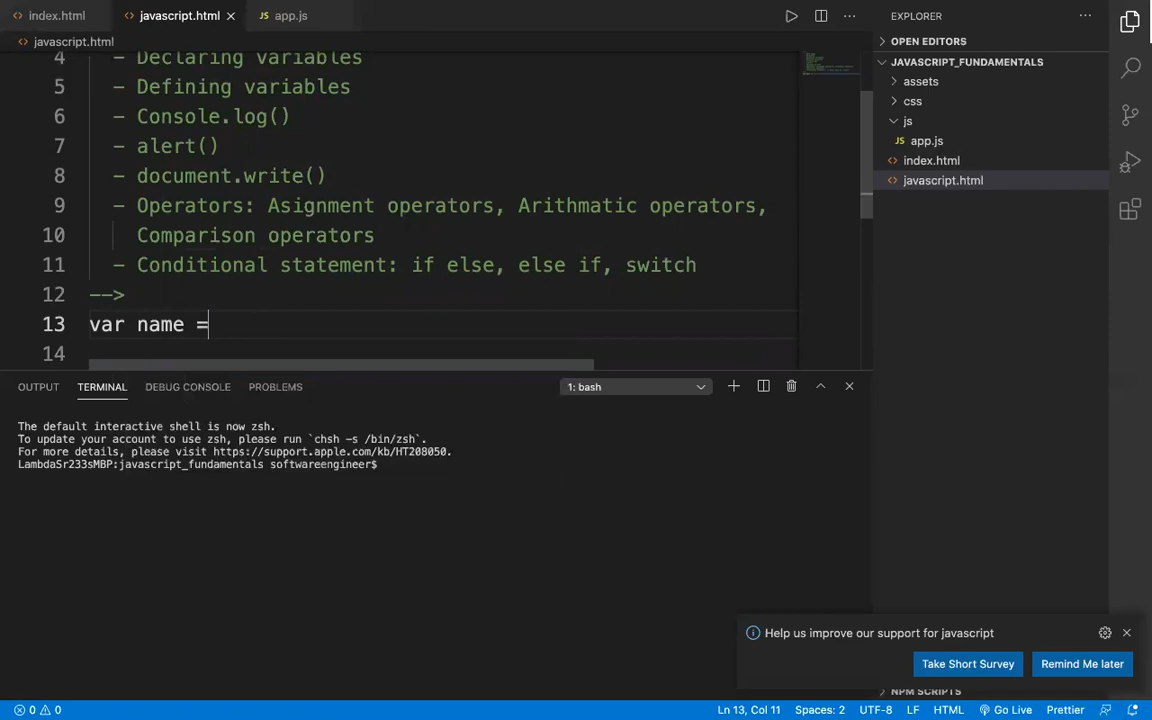 index.html javascript.html × app.js ··· EXPLORER ···
javascript.html OPEN EDITORS
JAVASCRIPT_FUNDAMENTALS
assets
css
js
JS app.js
index.html
javascript.html
4 - Declaring variables
5 - Defining variables
6 - Console.log()
7 - alert()
8 - document.write()
9 - Operators: Asignment operators, Arithmatic operators,
10 Comparison operators
11 - Conditional statement: if else, else if, switch
12 -->
13 var name =
14
OUTPUT TERMINAL DEBUG CONSOLE PROBLEMS 1: bash
The default interactive shell is now zsh.
To update your account to use zsh, please run `chsh -s /bin/zsh`.
For more details, please visit https://support.apple.com/kb/HT208050.
LambdaSr233sMBP:javascript_fundamentals softwareengineer$
Help us improve our support for javascript
Take Short Survey Remind Me later
NPM SCRIPTS
0 0 Ln 13, Col 11 Spaces: 2 UTF-8 LF HTML Go Live Prettier